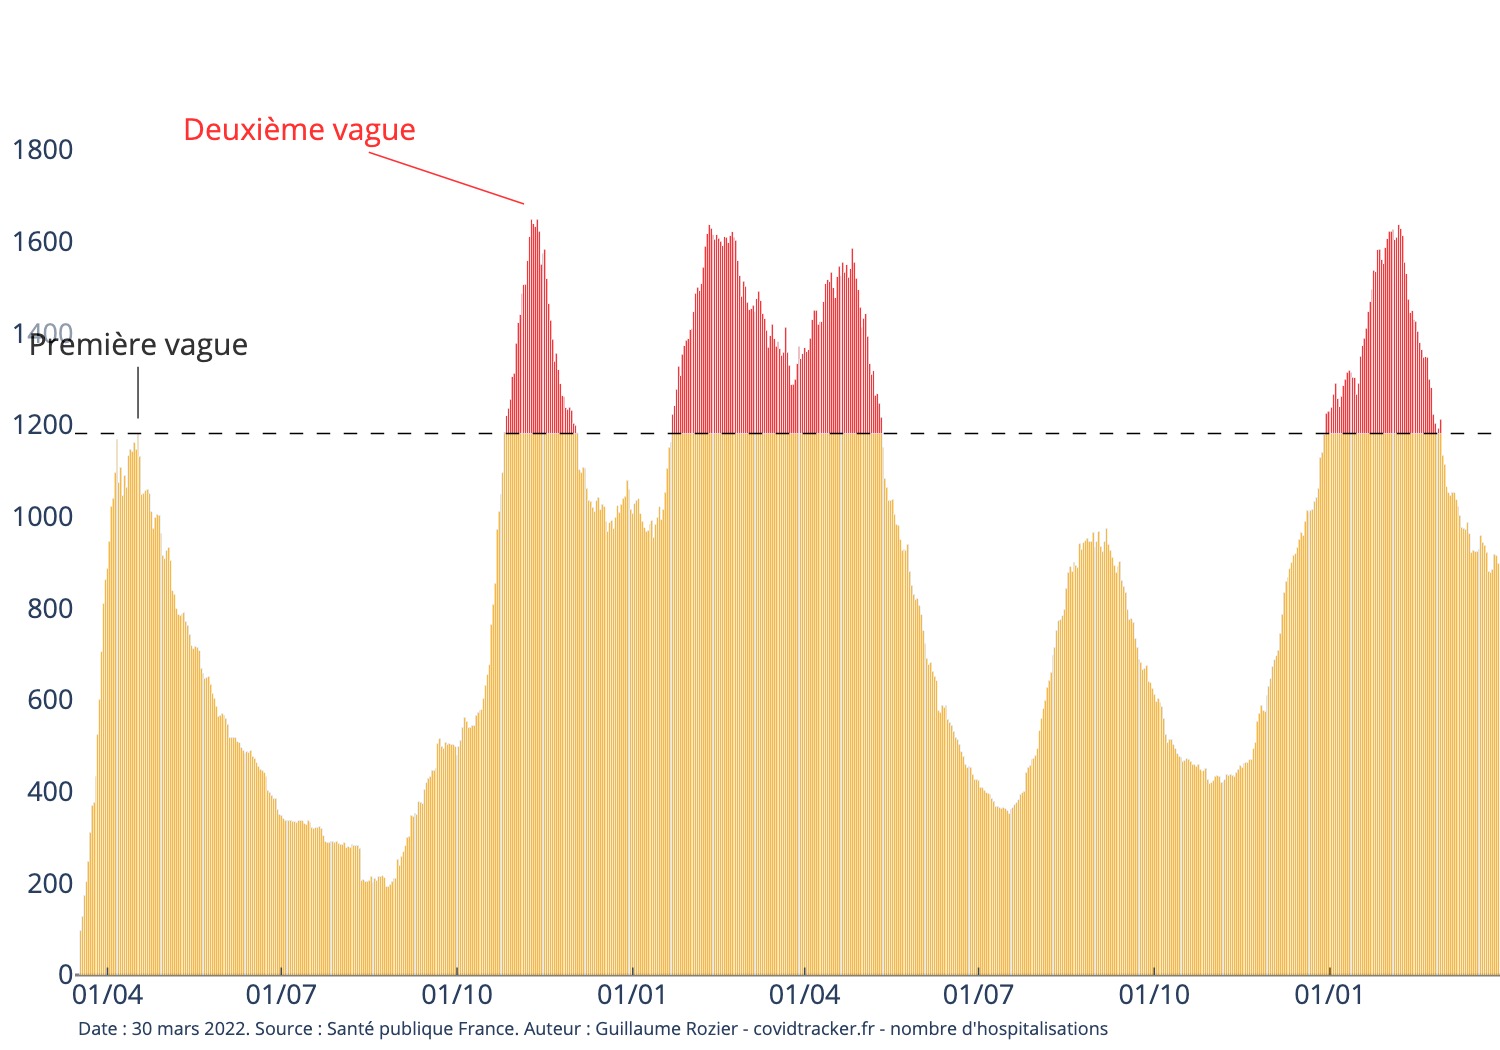 Deuxième vague
1800
1600
1400
Première vague
1200
1000
800
600
400
200
0
01/04 01/07 01/10 01/01 01/04 01/07 01/10 01/01
Date : 30 mars 2022. Source : Santé publique France. Auteur : Guillaume Rozier - covidtracker.fr - nombre d'hospitalisations